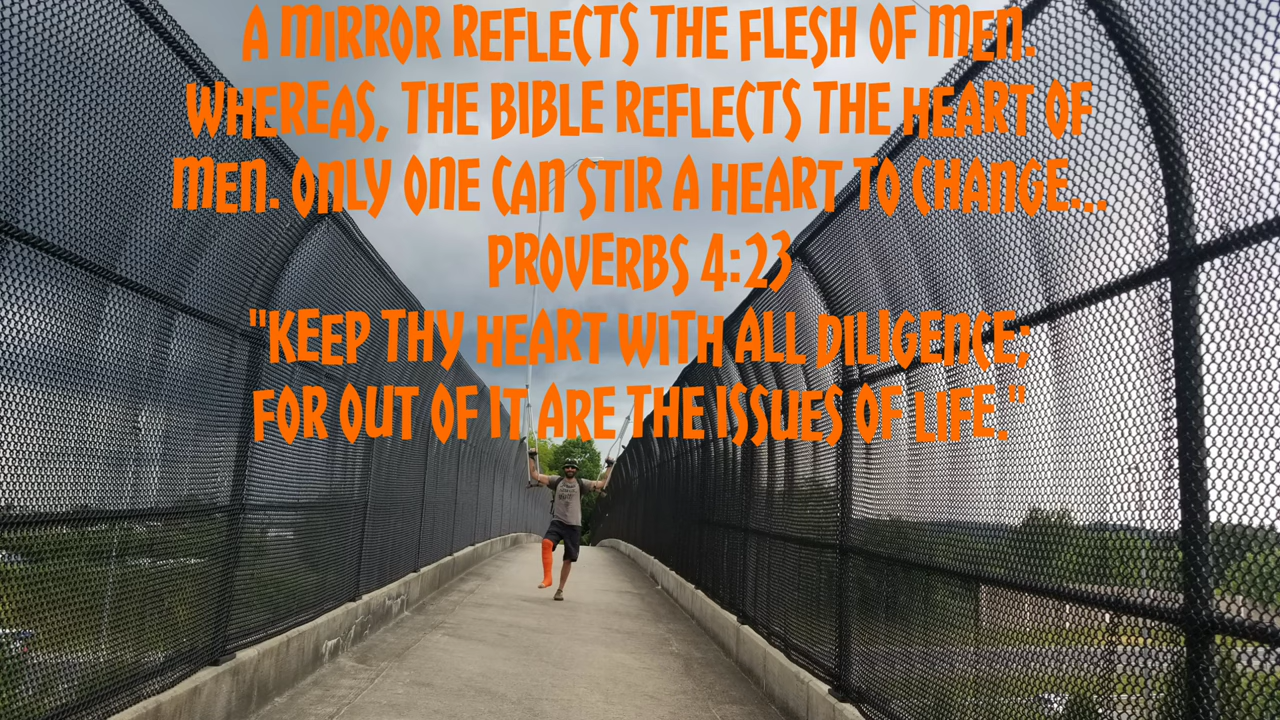 A MIRROR REFLECTS THE FLESH OF MEN.
WHEREAS, THE BIBLE REFLECTS THE HEART OF
MEN. ONLY ONE CAN STIR A HEART TO CHANGE...
PROVERBS 4:23
"KEEP THY HEART WITH ALL DILIGENCE;
FOR OUT OF IT ARE THE ISSUES OF LIFE."